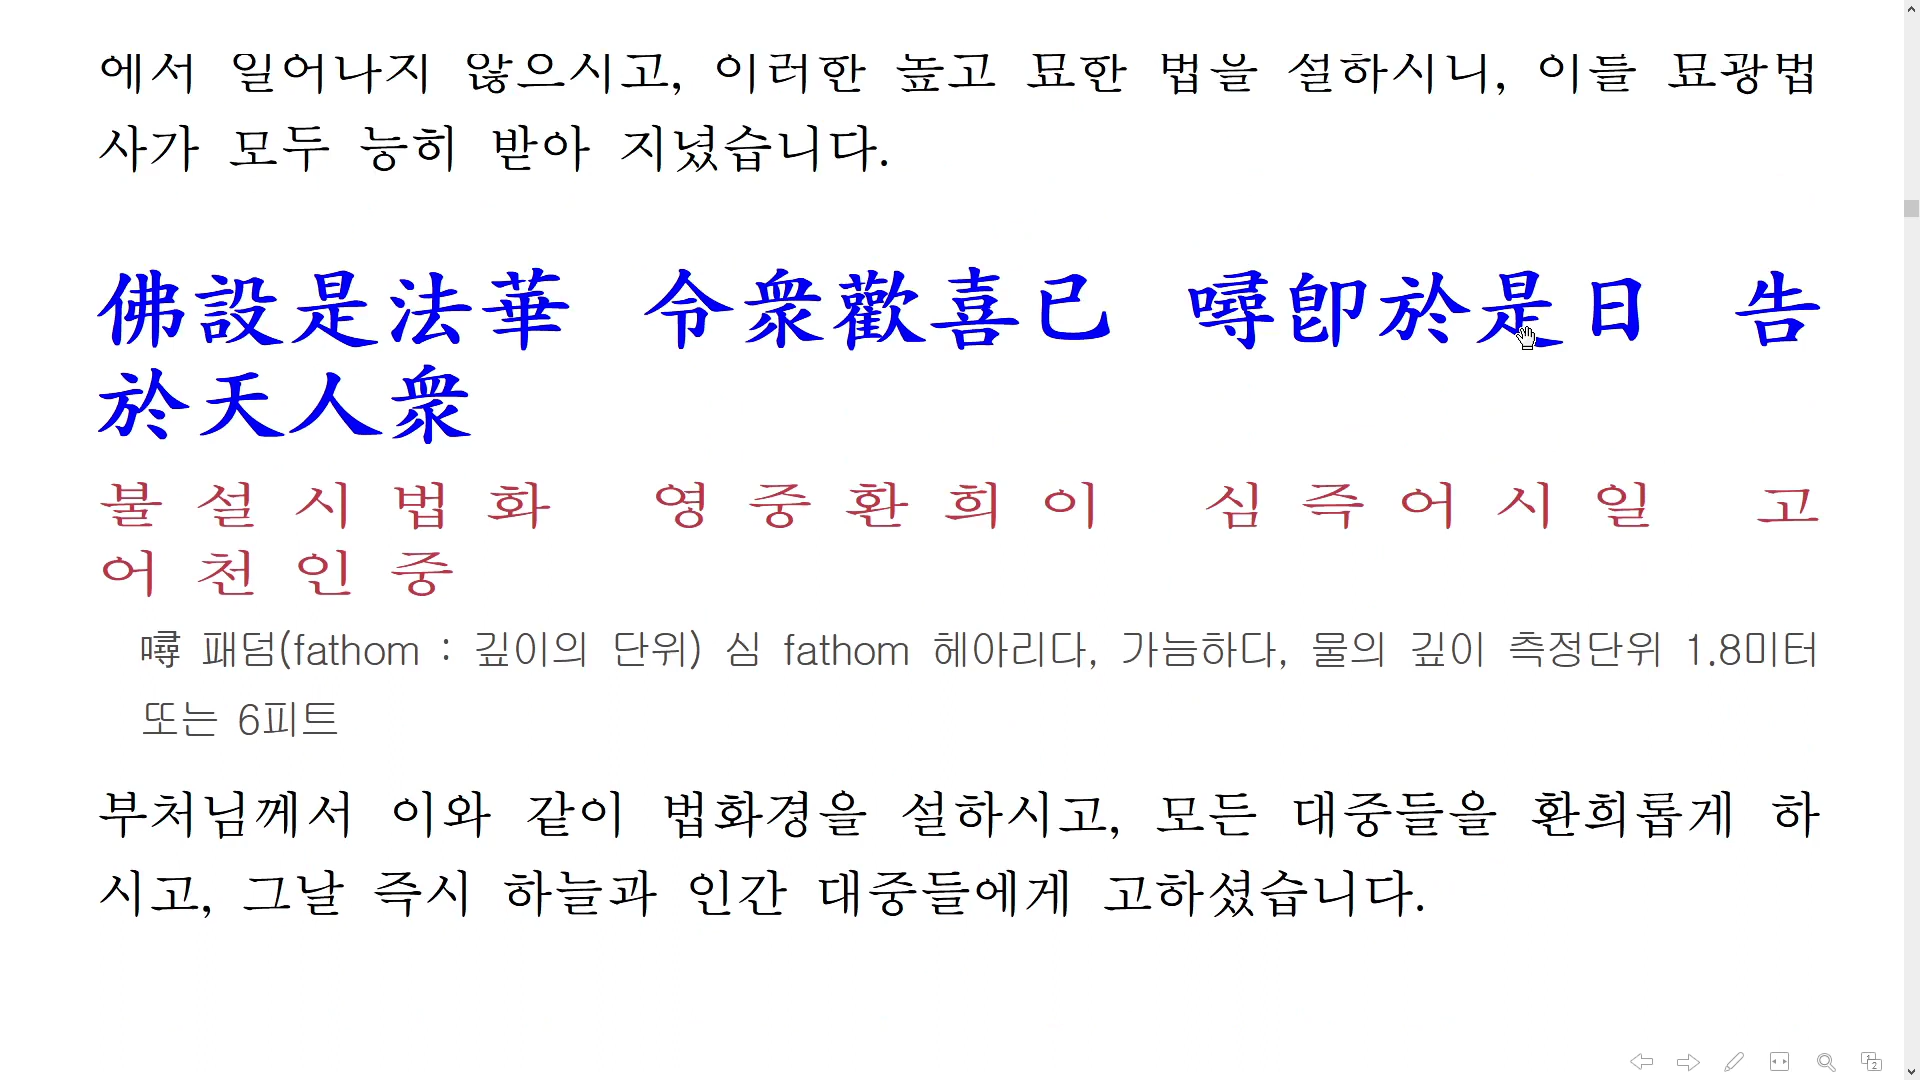 에서 일어나지 않으시고, 이러한 높고 묘한 법을 설하시니, 이들 묘광법
사가 모두 능히 받아 지녔습니다.
佛設是法華 令衆歡喜已 噚卽於是日 告
於天人衆
불 설 시 법 화 영 중 환 희 이 심 즉 어 시 일 고
어 천 인 중
噚 패덤(fathom : 깊이의 단위) 심 fathom 헤아리다, 가늠하다, 물의 깊이 측정단위 1.8미터
또는 6피트
부처님께서 이와 같이 법화경을 설하시고, 모든 대중들을 환희롭게 하
시고, 그날 즉시 하늘과 인간 대중들에게 고하셨습니다.